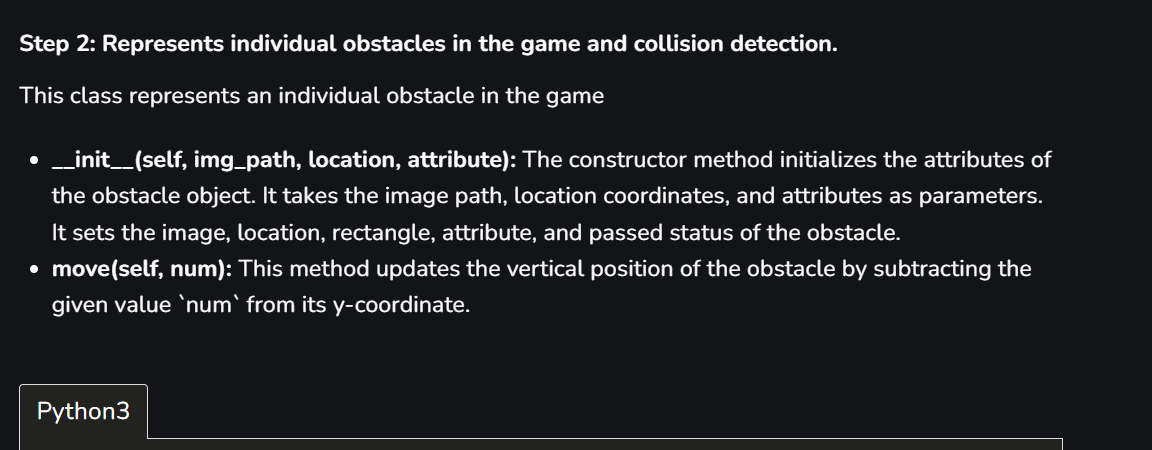 Step 2: Represents individual obstacles in the game and collision detection.
This class represents an individual obstacle in the game
• __init__(self, img_path, location, attribute): The constructor method initializes the attributes of
the obstacle object. It takes the image path, location coordinates, and attributes as parameters.
It sets the image, location, rectangle, attribute, and passed status of the obstacle.
• move(self, num): This method updates the vertical position of the obstacle by subtracting the
given value `num` from its y-coordinate.
Python3